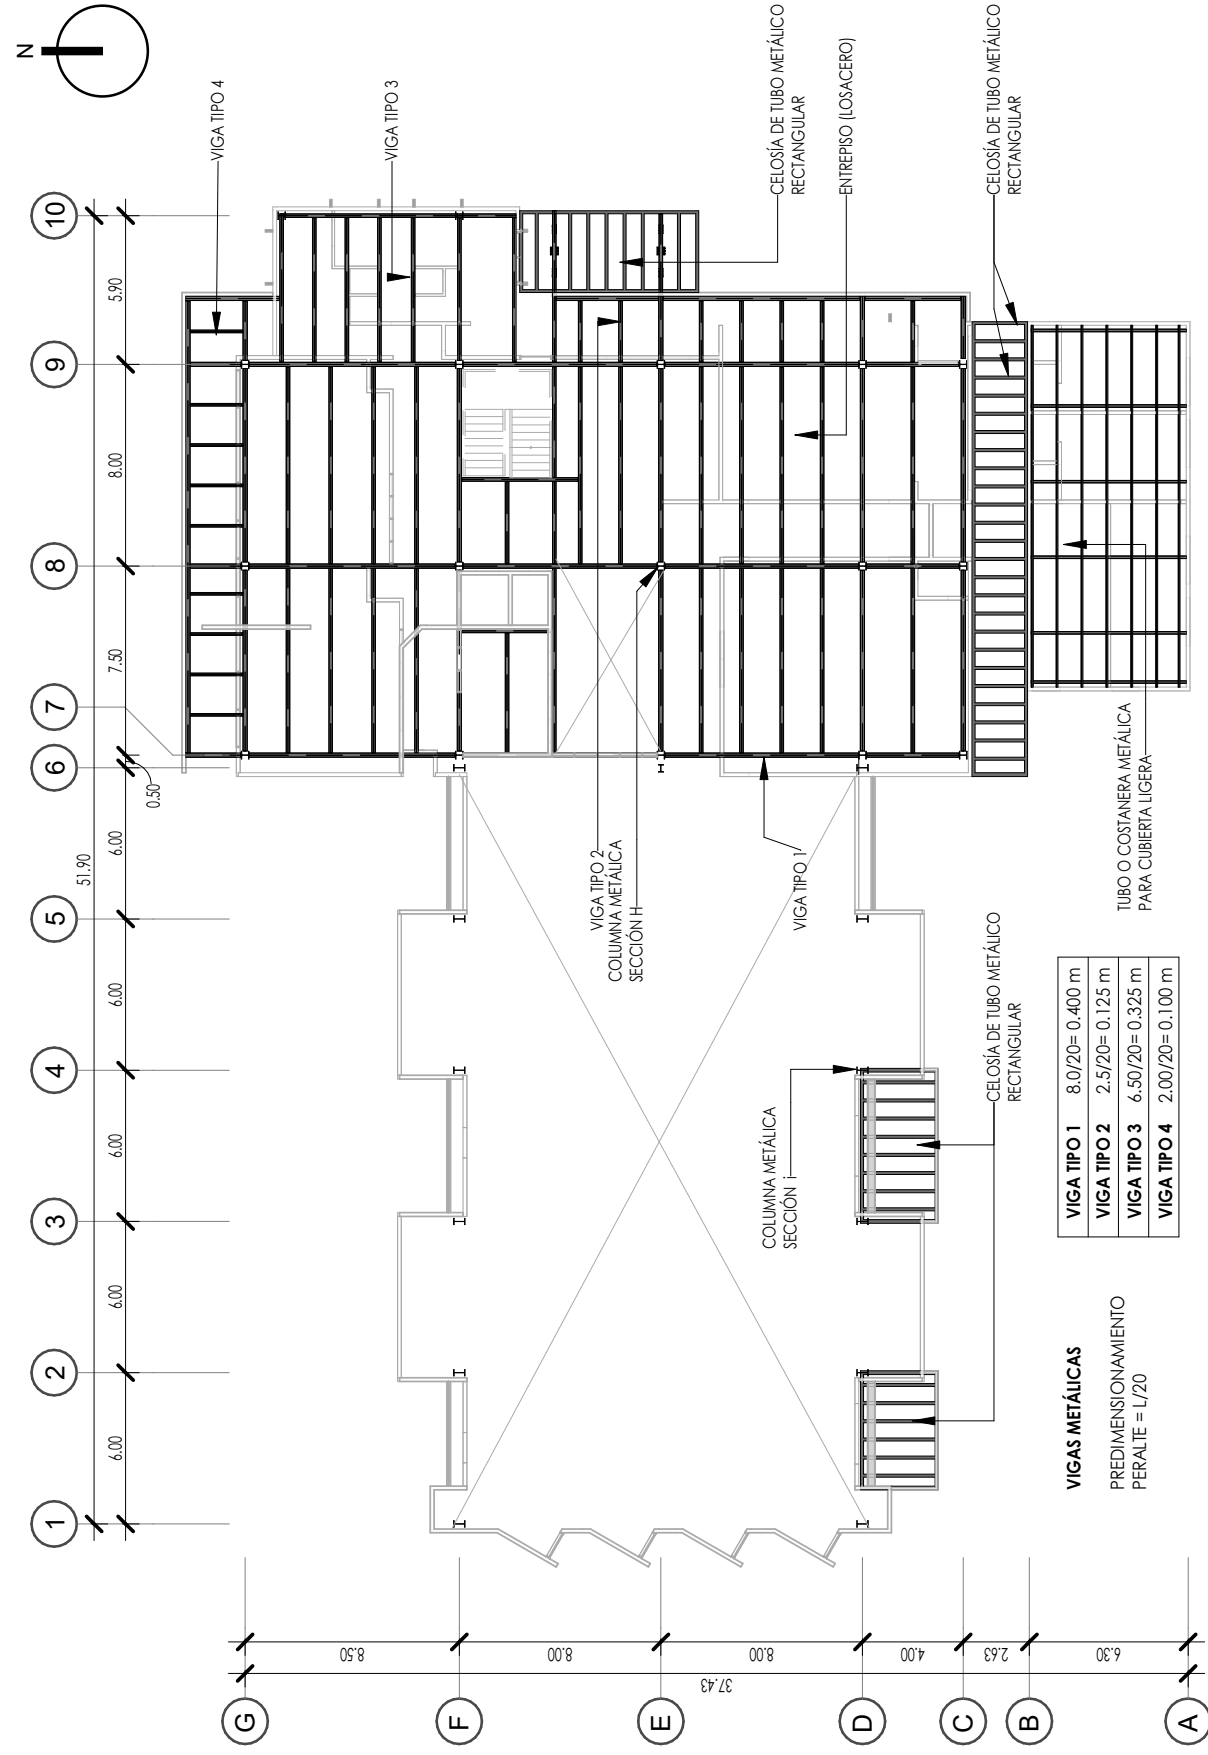 N
10
9
8
7
6
5
4
3
2
1
5.90
8.00
7.50
0.50
6.00
6.00
6.00
6.00
6.00
51.90
G
F
E
D
C
B
A
8.50
8.00
8.00
4.00
2.63
6.30
37.43
VIGA TIPO 4
VIGA TIPO 3
CELOSÍA DE TUBO METÁLICO
RECTANGULAR
ENTREPISO (LOSACERO)
CELOSÍA DE TUBO METÁLICO
RECTANGULAR
VIGA TIPO 2
COLUMNA METÁLICA
SECCIÓN H
VIGA TIPO 1
TUBO O COSTANERA METÁLICA
PARA CUBIERTA LIGERA
COLUMNA METÁLICA
SECCIÓN i
CELOSÍA DE TUBO METÁLICO
RECTANGULAR
VIGAS METÁLICAS
PREDIMENSIONAMIENTO
PERALTE = L/20
VIGA TIPO 1 8.0/20= 0.400 m
VIGA TIPO 2 2.5/20= 0.125 m
VIGA TIPO 3 6.50/20= 0.325 m
VIGA TIPO 4 2.00/20= 0.100 m